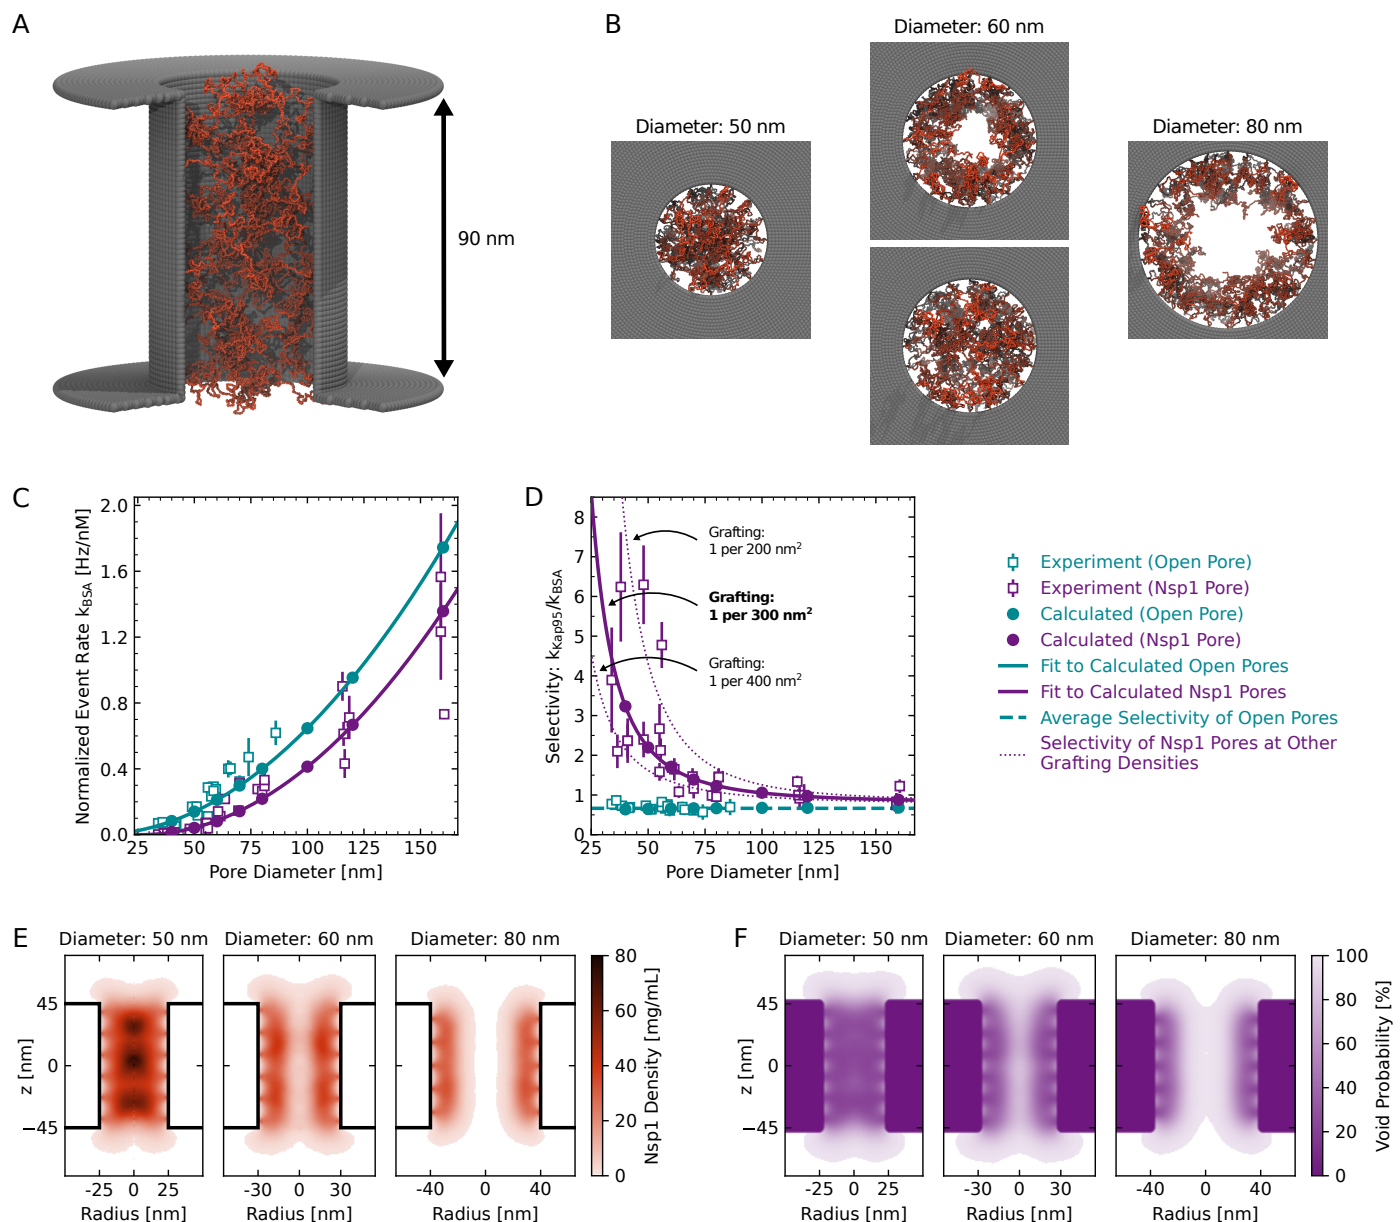 A
90 nm
B
Diameter: 50 nm
Diameter: 60 nm
Diameter: 80 nm
C
Normalized Event Rate k_BSA [Hz/nM]
2.0
1.6
1.2
0.8
0.4
0.0
25 50 75 100 125 150
Pore Diameter [nm]
D
Selectivity: k_Kap95/k_BSA
8
7
6
5
4
3
2
1
0
25 50 75 100 125 150
Pore Diameter [nm]
Grafting:
1 per 200 nm²
Grafting:
1 per 300 nm²
Grafting:
1 per 400 nm²
Experiment (Open Pore)
Experiment (Nsp1 Pore)
Calculated (Open Pore)
Calculated (Nsp1 Pore)
Fit to Calculated Open Pores
Fit to Calculated Nsp1 Pores
Average Selectivity of Open Pores
Selectivity of Nsp1 Pores at Other
Grafting Densities
E
Diameter: 50 nm
Diameter: 60 nm
Diameter: 80 nm
z [nm]
45
0
−45
-25 0 25
Radius [nm]
-30 0 30
Radius [nm]
-40 0 40
Radius [nm]
80
60
40
20
0
Nsp1 Density [mg/mL]
F
Diameter: 50 nm
Diameter: 60 nm
Diameter: 80 nm
z [nm]
45
0
−45
-25 0 25
Radius [nm]
-30 0 30
Radius [nm]
-40 0 40
Radius [nm]
100
80
60
40
20
0
Void Probability [%]